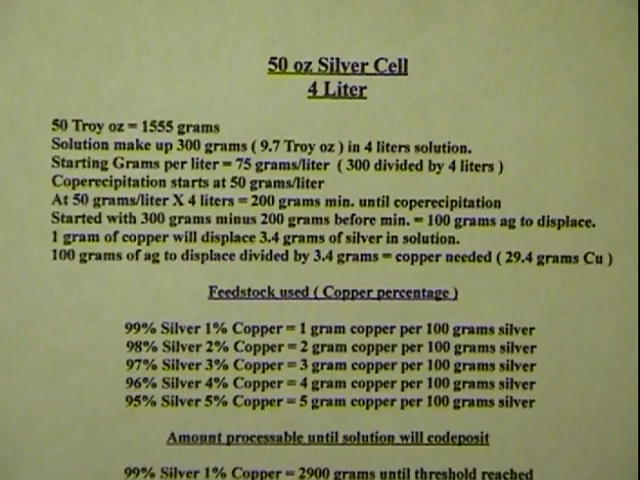 50 oz Silver Cell
4 Liter
50 Troy oz = 1555 grams
Solution make up 300 grams ( 9.7 Troy oz ) in 4 liters solution.
Starting Grams per liter = 75 grams/liter ( 300 divided by 4 liters )
Coperecipitation starts at 50 grams/liter
At 50 grams/liter X 4 liters = 200 grams min. until coperecipitation
Started with 300 grams minus 200 grams before min. = 100 grams ag to displace.
1 gram of copper will displace 3.4 grams of silver in solution.
100 grams of ag to displace divided by 3.4 grams = copper needed ( 29.4 grams Cu )
Feedstock used ( Copper percentage )
99% Silver 1% Copper = 1 gram copper per 100 grams silver
98% Silver 2% Copper = 2 gram copper per 100 grams silver
97% Silver 3% Copper = 3 gram copper per 100 grams silver
96% Silver 4% Copper = 4 gram copper per 100 grams silver
95% Silver 5% Copper = 5 gram copper per 100 grams silver
Amount processable until solution will codeposit
99% Silver 1% Copper = 2900 grams until threshold reached